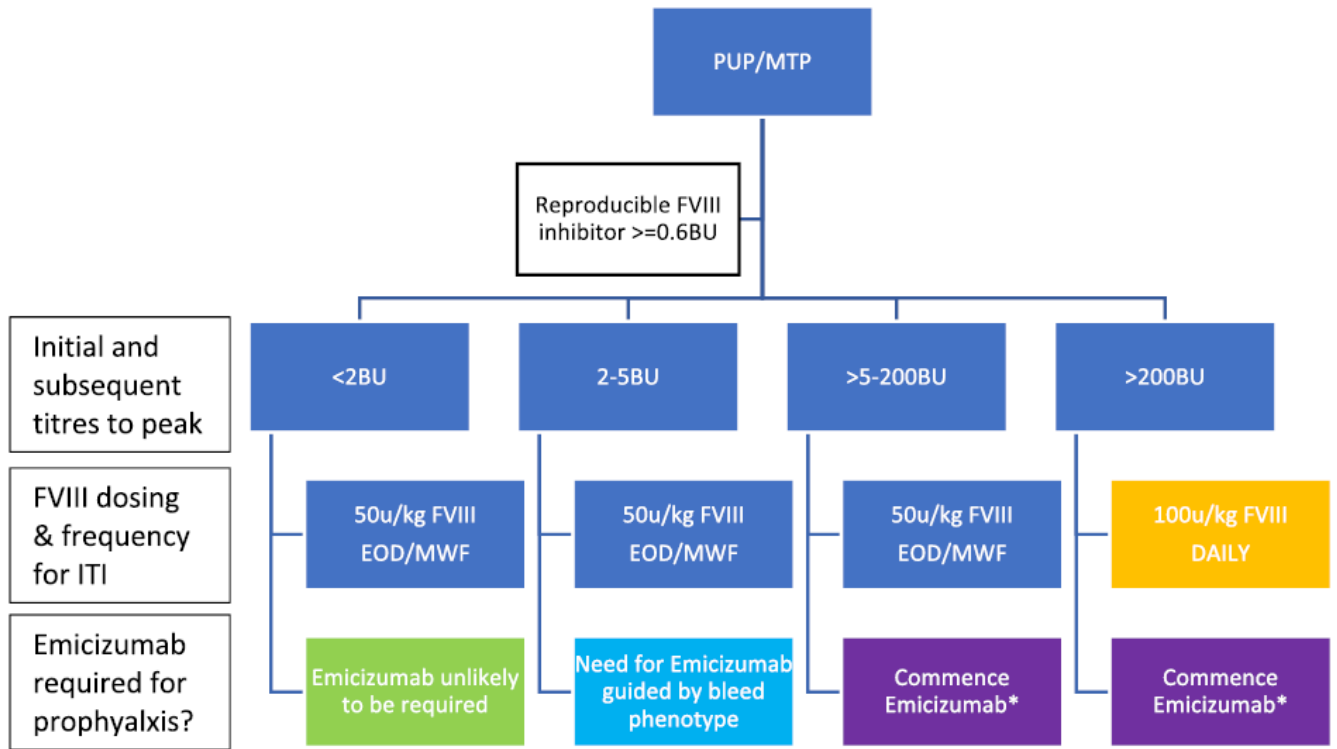 PUP/MTP
Reproducible FVIII
inhibitor >=0.6BU
Initial and
subsequent
titres to peak
<2BU
2-5BU
>5-200BU
>200BU
FVIII dosing
& frequency
for ITI
50u/kg FVIII
EOD/MWF
50u/kg FVIII
EOD/MWF
50u/kg FVIII
EOD/MWF
100u/kg FVIII
DAILY
Emicizumab
required for
prophyalxis?
Emicizumab unlikely
to be required
Need for Emicizumab
guided by bleed
phenotype
Commence
Emicizumab*
Commence
Emicizumab*